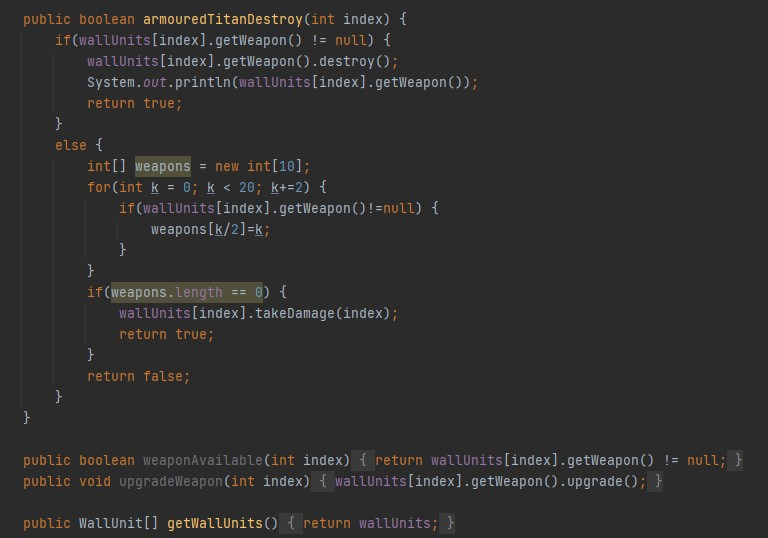 public boolean armouredTitanDestroy(int index) {
    if(wallUnits[index].getWeapon() != null) {
        wallUnits[index].getWeapon().destroy();
        System.out.println(wallUnits[index].getWeapon());
        return true;
    }
    else {
        int[] weapons = new int[10];
        for(int k = 0; k < 20; k+=2) {
            if(wallUnits[index].getWeapon()!=null) {
                weapons[k/2]=k;
            }
        }
        if(weapons.length == 0) {
            wallUnits[index].takeDamage(index);
            return true;
        }
        return false;
    }
}
public boolean weaponAvailable(int index) { return wallUnits[index].getWeapon() != null; }
public void upgradeWeapon(int index) { wallUnits[index].getWeapon().upgrade(); }
public WallUnit[] getWallUnits() { return wallUnits; }